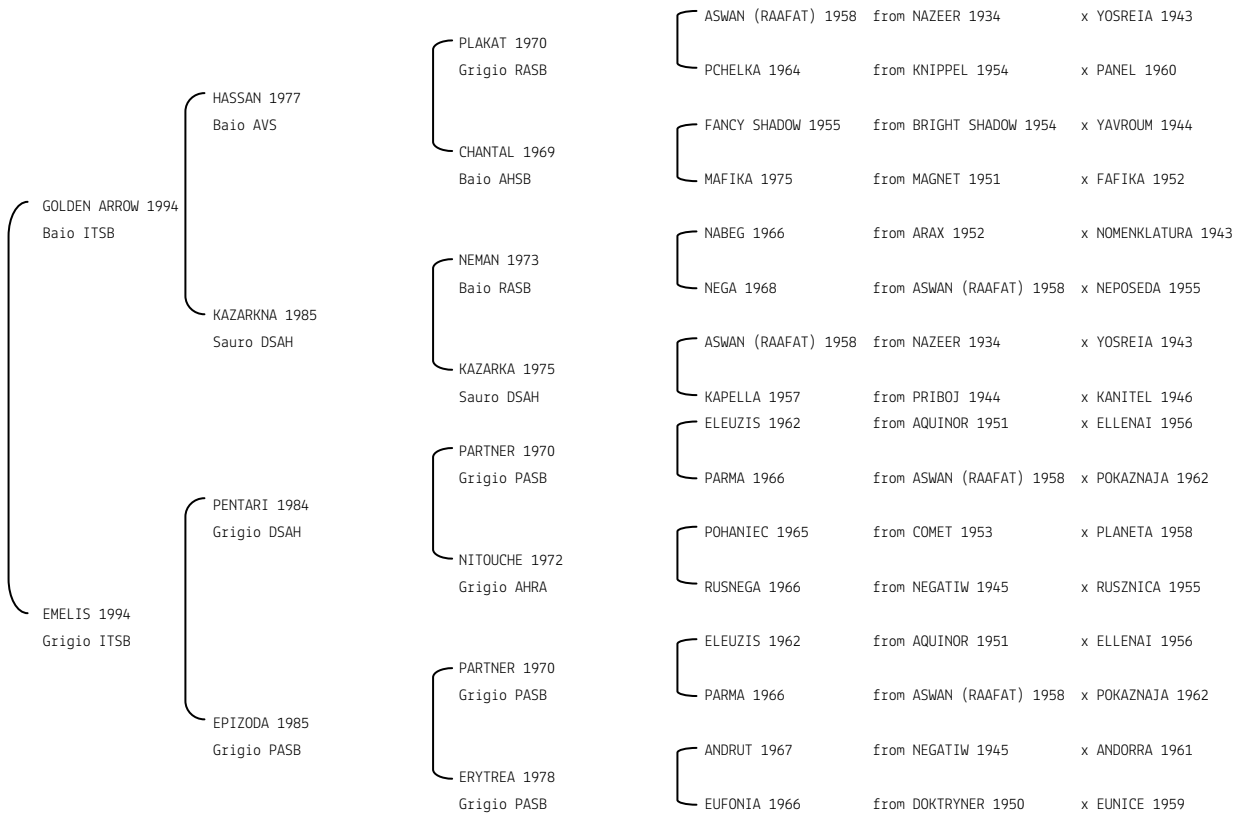 ASWAN (RAAFAT) 1958 from NAZEER 1934 x YOSREIA 1943
PLAKAT 1970
Grigio RASB
PCHELKA 1964 from KNIPPEL 1954 x PANEL 1960
HASSAN 1977
Baio AVS
FANCY SHADOW 1955 from BRIGHT SHADOW 1954 x YAVROUM 1944
CHANTAL 1969
Baio AHSB
MAFIKA 1975 from MAGNET 1951 x FAFIKA 1952
GOLDEN ARROW 1994
Baio ITSB
NABEG 1966 from ARAX 1952 x NOMENKLATURA 1943
NEMAN 1973
Baio RASB
NEGA 1968 from ASWAN (RAAFAT) 1958 x NEPOSEDA 1955
KAZARKNA 1985
Sauro DSAH
ASWAN (RAAFAT) 1958 from NAZEER 1934 x YOSREIA 1943
KAZARKA 1975
Sauro DSAH
KAPELLA 1957 from PRIBOJ 1944 x KANITEL 1946
ELEUZIS 1962 from AQUINOR 1951 x ELLENAI 1956
PARTNER 1970
Grigio PASB
PARMA 1966 from ASWAN (RAAFAT) 1958 x POKAZNAJA 1962
PENTARI 1984
Grigio DSAH
POHANIEC 1965 from COMET 1953 x PLANETA 1958
NITOUCHE 1972
Grigio AHRA
RUSNEGA 1966 from NEGATIW 1945 x RUSZNICA 1955
EMELIS 1994
Grigio ITSB
ELEUZIS 1962 from AQUINOR 1951 x ELLENAI 1956
PARTNER 1970
Grigio PASB
PARMA 1966 from ASWAN (RAAFAT) 1958 x POKAZNAJA 1962
EPIZODA 1985
Grigio PASB
ANDRUT 1967 from NEGATIW 1945 x ANDORRA 1961
ERYTREA 1978
Grigio PASB
EUFONIA 1966 from DOKTRYNER 1950 x EUNICE 1959